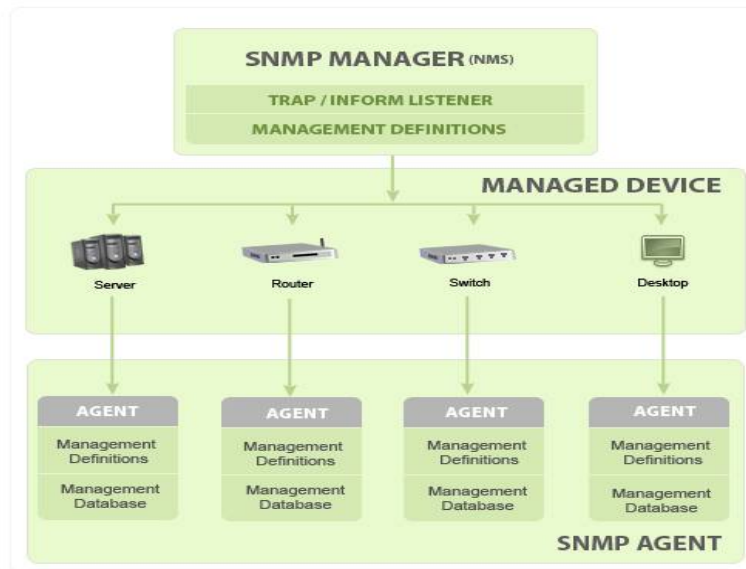 SNMP MANAGER (NMS)
TRAP / INFORM LISTENER
MANAGEMENT DEFINITIONS
MANAGED DEVICE
Server
Router
Switch
Desktop
AGENT
Management
Definitions
Management
Database
AGENT
Management
Definitions
Management
Database
AGENT
Management
Definitions
Management
Database
AGENT
Management
Definitions
Management
Database
SNMP AGENT